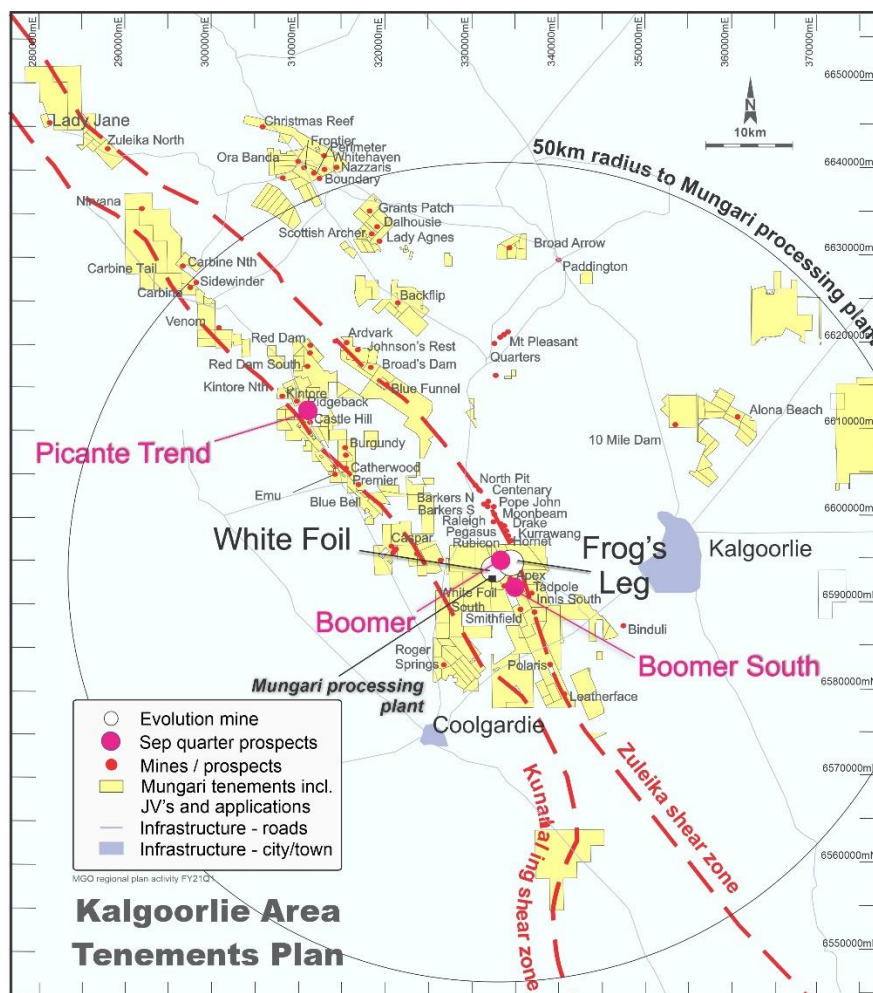 280000mE
290000mE
300000mE
310000mE
320000mE
330000mE
340000mE
350000mE
360000mE
370000mE
6650000mN
6640000mN
6630000mN
6620000mN
6610000mN
6600000mN
6590000mN
6580000mN
6570000mN
6560000mN
6550000mN
N
10km
50km radius to Mungari processing plant
Lady Jane
Zuleika North
Christmas Reef
Frontier
Perimeter
Ora Banda
Whitehaven
Nazzaris
Boundary
Nirvana
Grants Patch
Dalhousie
Scottish Archer
Lady Agnes
Broad Arrow
Paddington
Carbine Nth
Carbine Tail
Sidewinder
Carbine
Backflip
Venom
Mt Pleasant
Quarters
Red Dam
Ardvark
Johnson's Rest
Red Dam South
Broad's Dam
Blue Funnel
Kintore Nth
Kintore
Ridgeback
Castle Hill
Picante Trend
Alona Beach
10 Mile Dam
Burgundy
Catherwood
Premier
Emu
Blue Bell
North Pit
Centenary
Barkers N
Pope John
Barkers S
Moonbeam
Raleigh
Drake
Pegasus
Kurrawang
Rubicon
Hornet
Caspar
White Foil
Frog's
Leg
Kalgoorlie
Apex
Tadpole
White Foil
South
Innis South
Smithfield
Boomer
Binduli
Boomer South
Roger
Springs
Polaris
Leatherface
Mungari processing
plant
Coolgardie
Kunanaling shear zone
Zuleika shear zone
Evolution mine
Sep quarter prospects
Mines / prospects
Mungari tenements incl.
JV's and applications
Infrastructure - roads
Infrastructure - city/town
MGO regional plan activity FY21Q1
Kalgoorlie Area
Tenements Plan